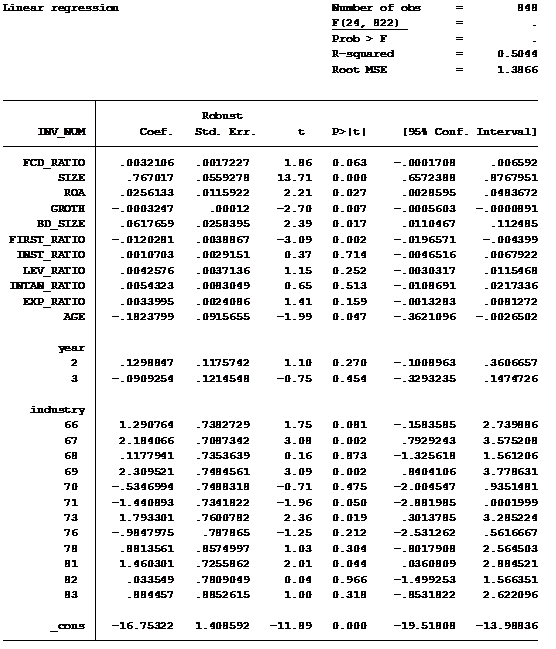 Linear regression
Number of obs = 848
F(24, 822) = .
Prob > F = .
R-squared = 0.5044
Root MSE = 1.3866
Robust
INV_NUM Coef. Std. Err. t P>|t| [95% Conf. Interval]
FCD_RATIO .0032106 .0017227 1.86 0.063 -.0001708 .006592
SIZE .767017 .0559278 13.71 0.000 .6572388 .8767951
ROA .0256133 .0115922 2.21 0.027 .0028595 .0483672
GROTH -.0003247 .00012 -2.70 0.007 -.0005603 -.0000891
BD_SIZE .0617659 .0258395 2.39 0.017 .0110467 .112485
FIRST_RATIO -.0120281 .0038867 -3.09 0.002 -.0196571 -.004399
INST_RATIO .0010703 .0029151 0.37 0.714 -.0046516 .0067922
LEV_RATIO .0042576 .0037136 1.15 0.252 -.0030317 .0115468
INTAN_RATIO .0054323 .0083049 0.65 0.513 -.0108691 .0217336
EXP_RATIO .0033995 .0024086 1.41 0.159 -.0013283 .0081272
AGE -.1823799 .0915655 -1.99 0.047 -.3621096 -.0026502
year
2 .1298847 .1175742 1.10 0.270 -.1008963 .3606657
3 -.0909254 .1214548 -0.75 0.454 -.3293235 .1474726
industry
66 1.290764 .7382729 1.75 0.081 -.1583585 2.739886
67 2.184066 .7087342 3.08 0.002 .7929243 3.575208
68 .1177941 .7353639 0.16 0.873 -1.325618 1.561206
69 2.309521 .7484561 3.09 0.002 .8404106 3.778631
70 -.5346994 .7488318 -0.71 0.475 -2.004547 .9351481
71 -1.440893 .7341822 -1.96 0.050 -2.881985 .0001999
73 1.793301 .7600782 2.36 0.019 .3013785 3.285224
76 -.9847975 .787865 -1.25 0.212 -2.531262 .5616667
78 .8813561 .8574997 1.03 0.304 -.8017908 2.564503
81 1.460301 .7255862 2.01 0.044 .0360809 2.884521
82 .033549 .7809049 0.04 0.966 -1.499253 1.566351
83 .884457 .8852615 1.00 0.318 -.8531822 2.622096
_cons -16.75322 1.408592 -11.89 0.000 -19.51808 -13.98836